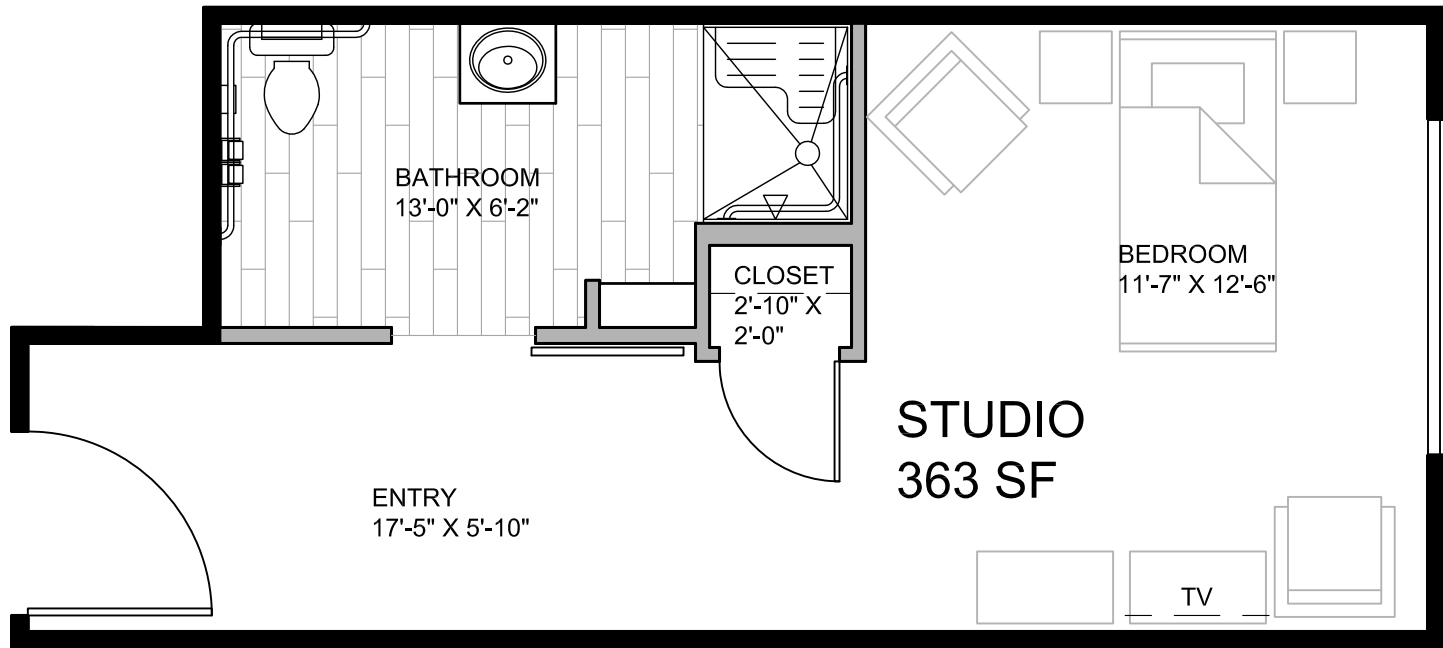 BATHROOM
13'-0" X 6'-2"
CLOSET
2'-10" X
2'-0"
BEDROOM
11'-7" X 12'-6"
STUDIO
363 SF
ENTRY
17'-5" X 5'-10"
TV